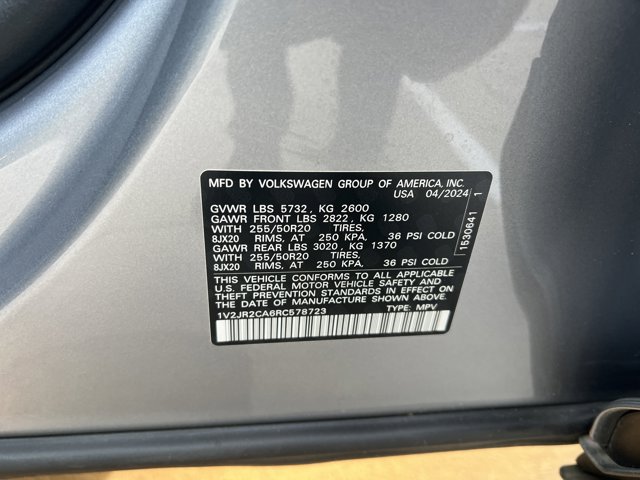 MFD BY VOLKSWAGEN GROUP OF AMERICA, INC.
USA 04/2024
GVWR LBS 5732, KG 2600
GAWR FRONT LBS 2822, KG 1280
WITH 255/50R20 TIRES,
8JX20 RIMS, AT 250 KPA, 36 PSI COLD
GAWR REAR LBS 3020, KG 1370
WITH 255/50R20 TIRES,
8JX20 RIMS, AT 250 KPA, 36 PSI COLD
THIS VEHICLE CONFORMS TO ALL APPLICABLE
U.S. FEDERAL MOTOR VEHICLE SAFETY AND
THEFT PREVENTION STANDARDS IN EFFECT ON
THE DATE OF MANUFACTURE SHOWN ABOVE.
1V2JR2CA6RC578723 TYPE: MPV
1530641 1